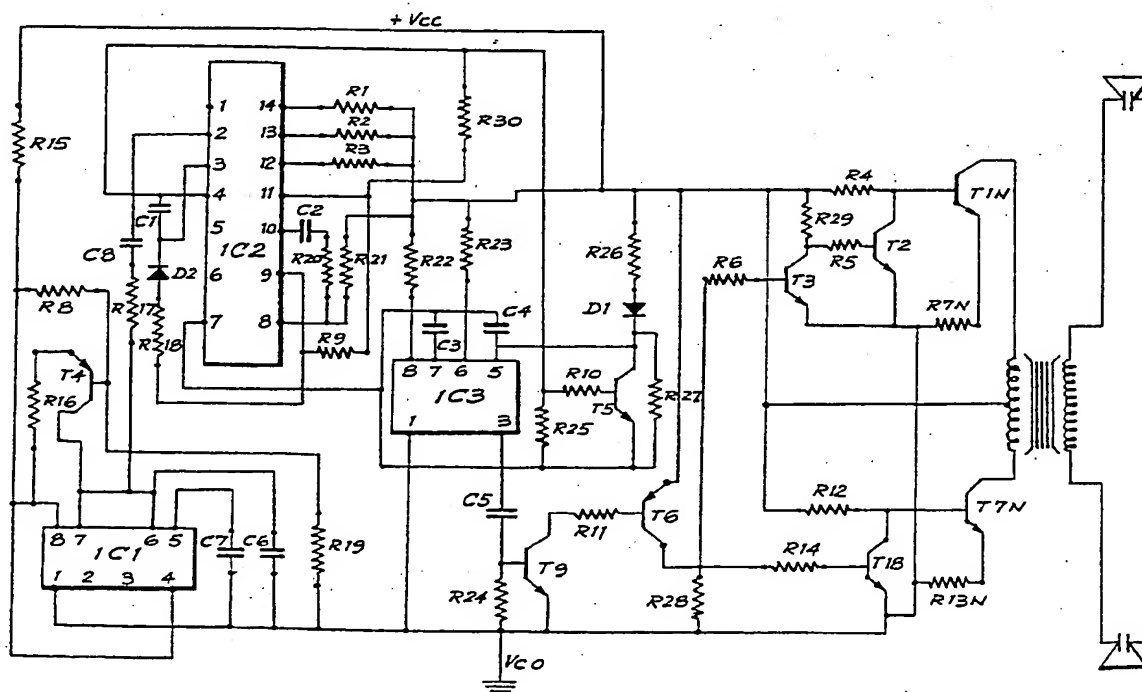 + Vcc
R15
1 14 R1
2 13 R2
3 12 R3
4 11
5 10
6 9
7 8
IC2
R30
C1
C8
D2
C2
R20
R21
R22
R23
R8
R17
R18
R9
C3
C4
R26
D1
R6
R4
R29
R5
T3
T2
T1N
R7N
T4
R16
8 7 6 5
IC3
1 3
R10
T5
R25
R27
8 7 6 5
IC1
1 2 3 4
C7
C6
R19
C5
R24
T9
R11
T6
R28
R12
R14
T18
T7N
R13N
Vco